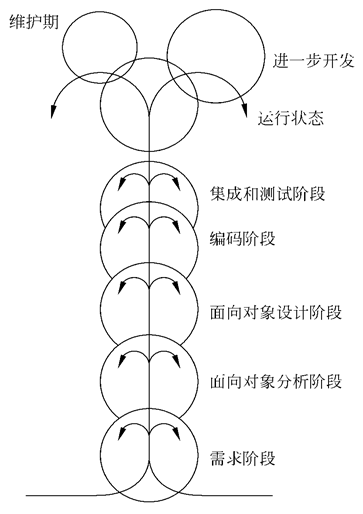 维护期
进一步开发
运行状态
集成和测试阶段
编码阶段
面向对象设计阶段
面向对象分析阶段
需求阶段